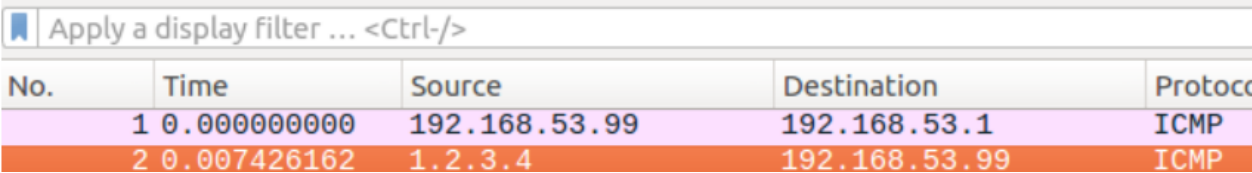 Apply a display filter … <Ctrl-/>
No. Time Source Destination Protoco
1 0.000000000 192.168.53.99 192.168.53.1 ICMP
2 0.007426162 1.2.3.4 192.168.53.99 ICMP